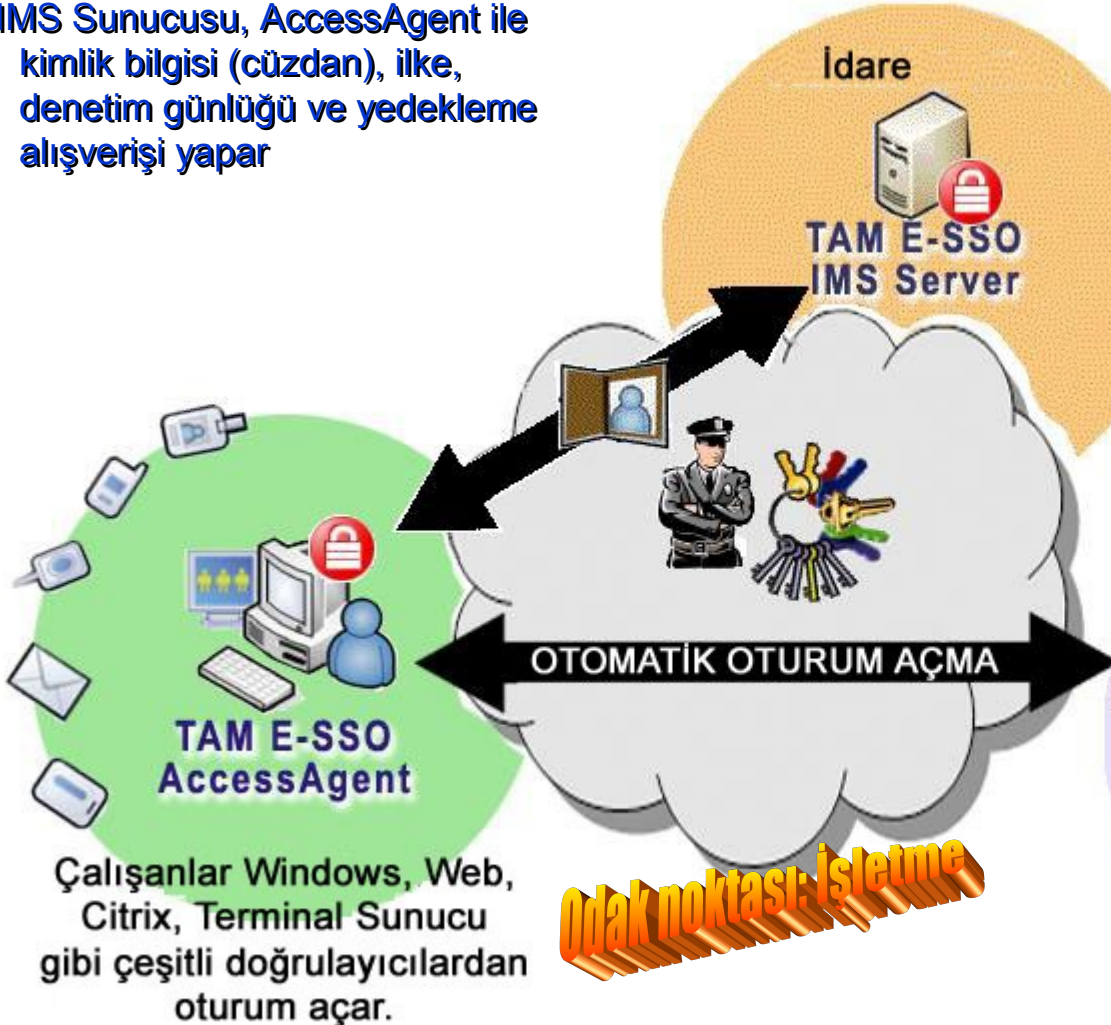 IMS Sunucusu, AccessAgent ile
kimlik bilgisi (cüzdan), ilke,
denetim günlüğü ve yedekleme
alışverişi yapar
İdare
TAM E-SSO
IMS Server
OTOMATİK OTURUM AÇMA
TAM E-SSO
AccessAgent
Çalışanlar Windows, Web,
Citrix, Terminal Sunucu
gibi çeşitli doğrulayıcılardan
oturum açar.
Odak noktası: İşletme